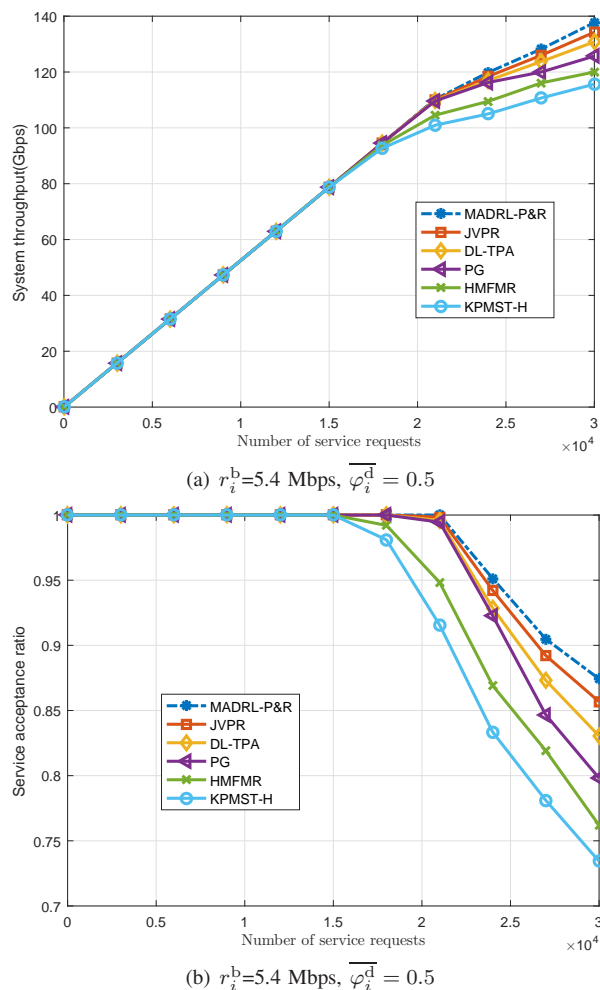 140
120
100
80
60
40
20
0
System throughput(Gbps)
MADRL-P&R
JVPR
DL-TPA
PG
HMFMR
KPMST-H
0 0.5 1 1.5 2 2.5 3
Number of service requests
×10⁴
(a) r_i^b=5.4 Mbps, \overline{φ_i^d} = 0.5
1
0.95
0.9
0.85
0.8
0.75
0.7
Service acceptance ratio
MADRL-P&R
JVPR
DL-TPA
PG
HMFMR
KPMST-H
0 0.5 1 1.5 2 2.5 3
Number of service requests
×10⁴
(b) r_i^b=5.4 Mbps, \overline{φ_i^d} = 0.5